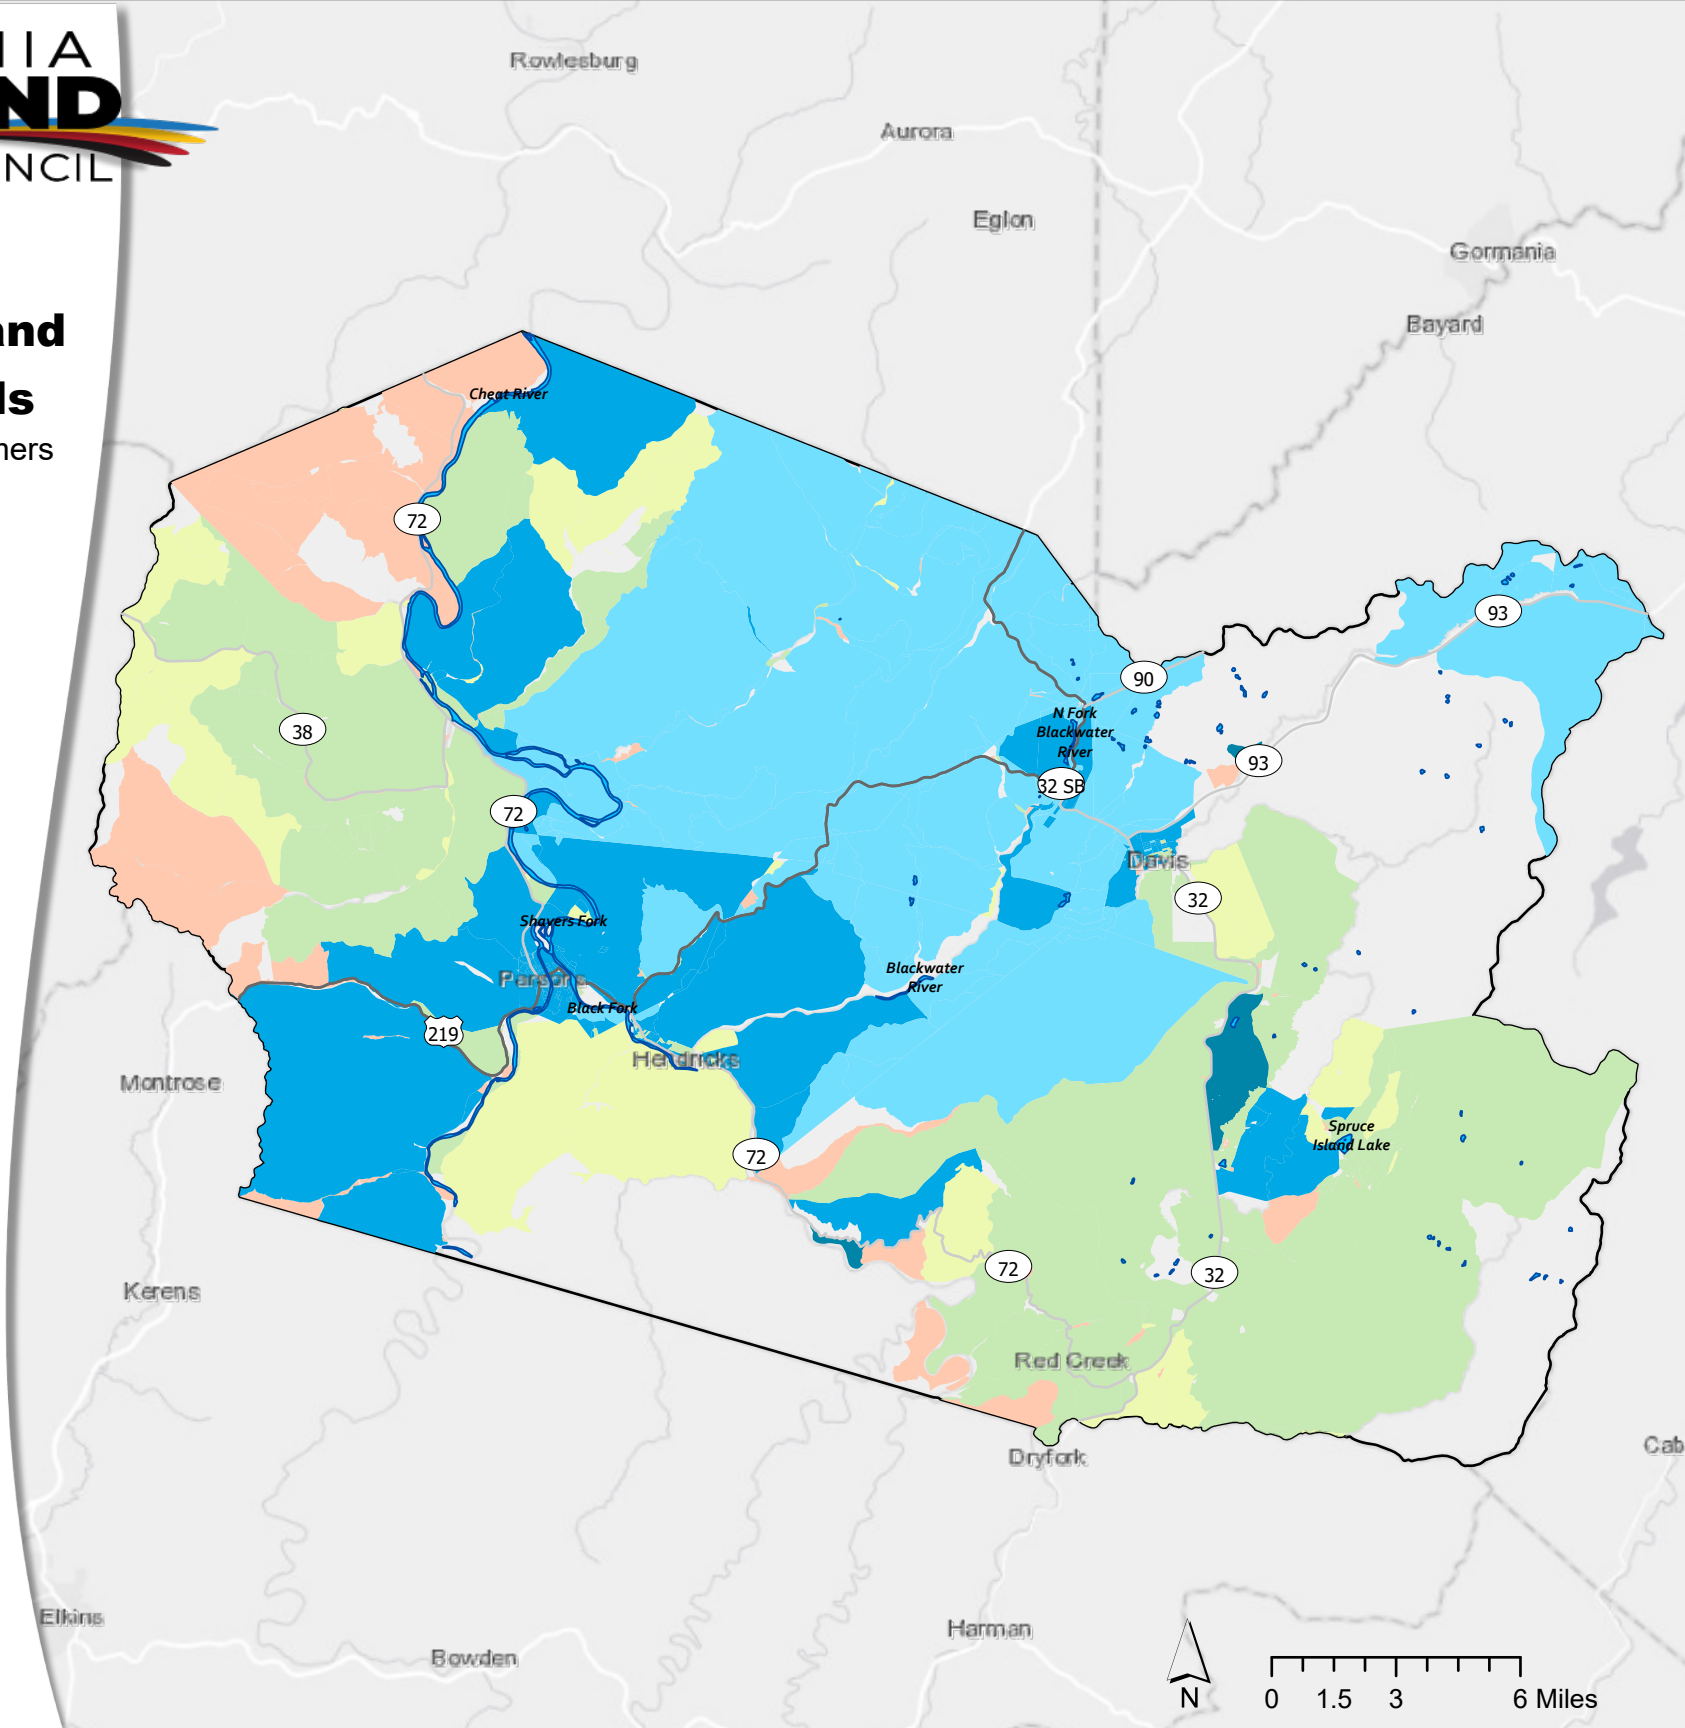 IIA
ND
NCIL
and
ls
ners
Rowlesburg
Aurora
Eglon
Gormania
Bayard
Cheat River
72
93
90
N Fork
Blackwater
River
38
93
32 SB
72
Davis
32
Shavers Fork
Blackwater
River
Parsons
Black Fork
219
Hendricks
Montrose
Spruce
Island Lake
72
72
32
Kerens
Red Creek
Dryfork
Cab
Elkins
Harman
Bowden
N
0 1.5 3 6 Miles